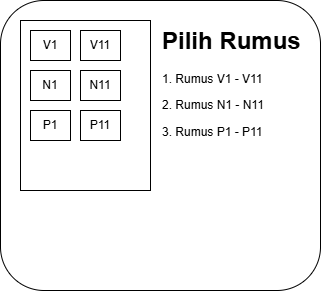 V1 V11
N1 N11
P1 P11
Pilih Rumus
1. Rumus V1 - V11
2. Rumus N1 - N11
3. Rumus P1 - P11